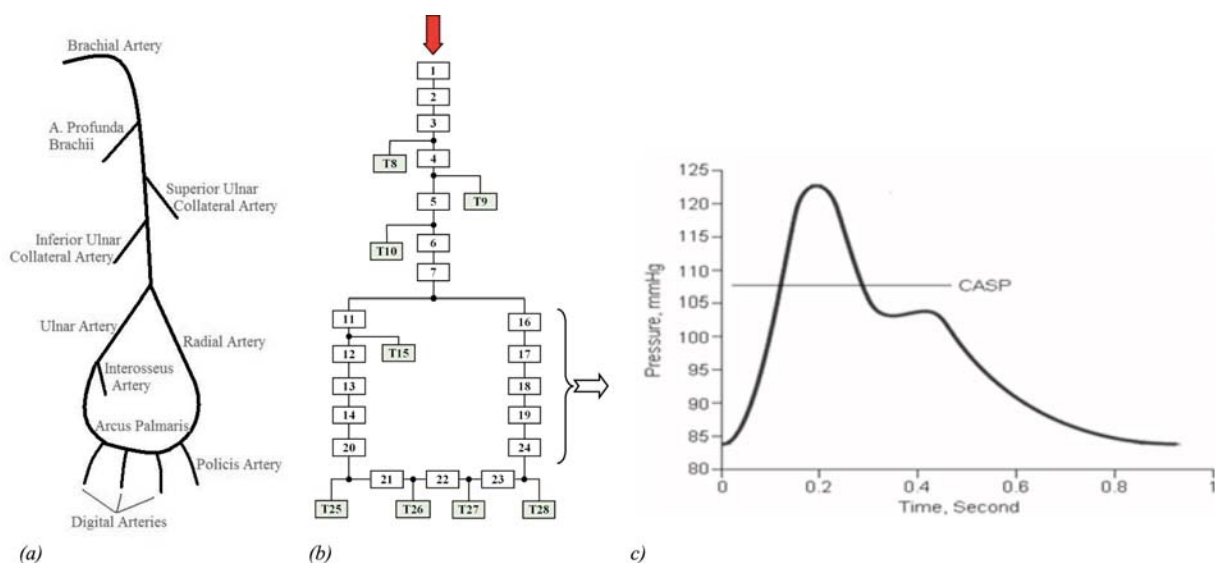 Brachial Artery
A. Profunda
Brachii
Superior Ulnar
Collateral Artery
Inferior Ulnar
Collateral Artery
Ulnar Artery
Radial Artery
Interosseus
Artery
Arcus Palmaris
Policis Artery
Digital Arteries
(a)
1
2
3
T8
4
T9
5
T10
6
7
11
16
T15
12
17
13
18
14
19
20
24
21
22
23
T25
T26
T27
T28
(b)
Pressure, mmHg
125
120
115
110
105
100
95
90
85
80
CASP
0
0.2
0.4
0.6
0.8
1
Time, Second
c)